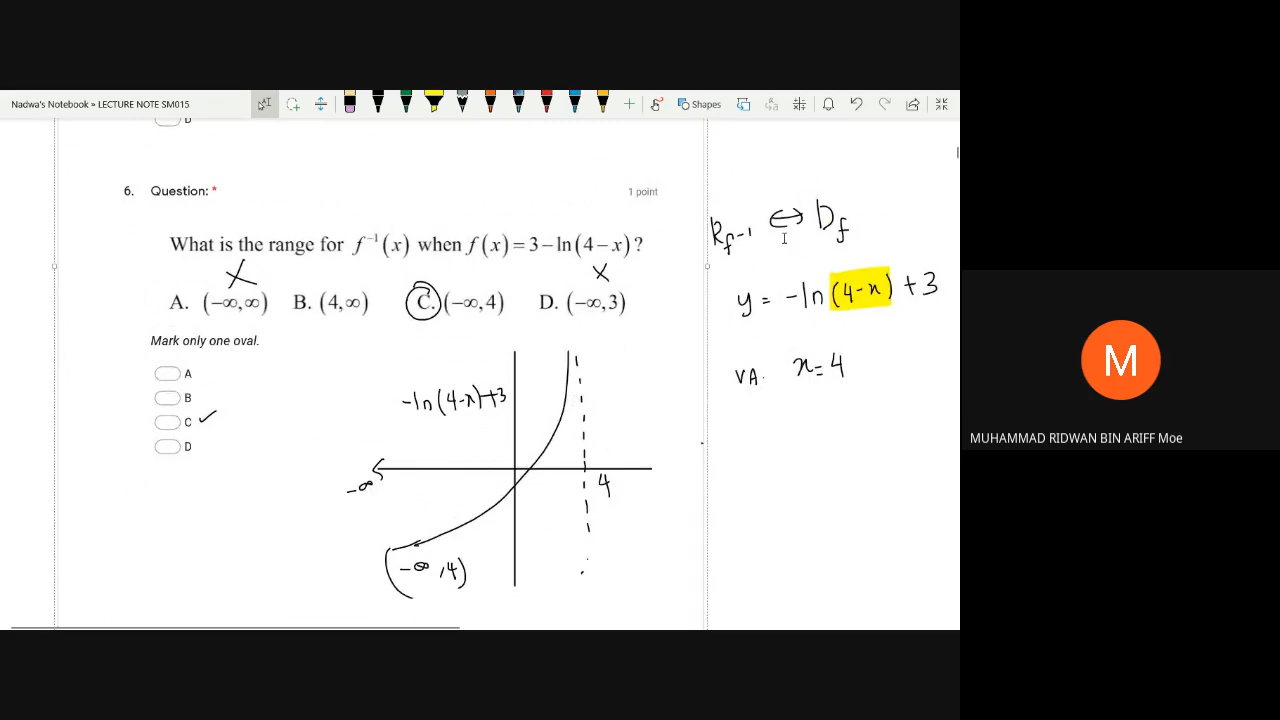 Nadwa's Notebook » LECTURE NOTE SM015
Shapes
D
6. Question: * 1 point
What is the range for f⁻¹(x) when f(x) = 3 − ln(4 − x)?
A. (−∞,∞) B. (4,∞) C. (−∞,4) D. (−∞,3)
Mark only one oval.
A
B
C ✓
D
-ln(4-x)+3
-∞
4
(-∞ ,4)
R_f-1 ↔ D_f
y = -ln(4-x) + 3
VA. x = 4
M
MUHAMMAD RIDWAN BIN ARIFF Moe